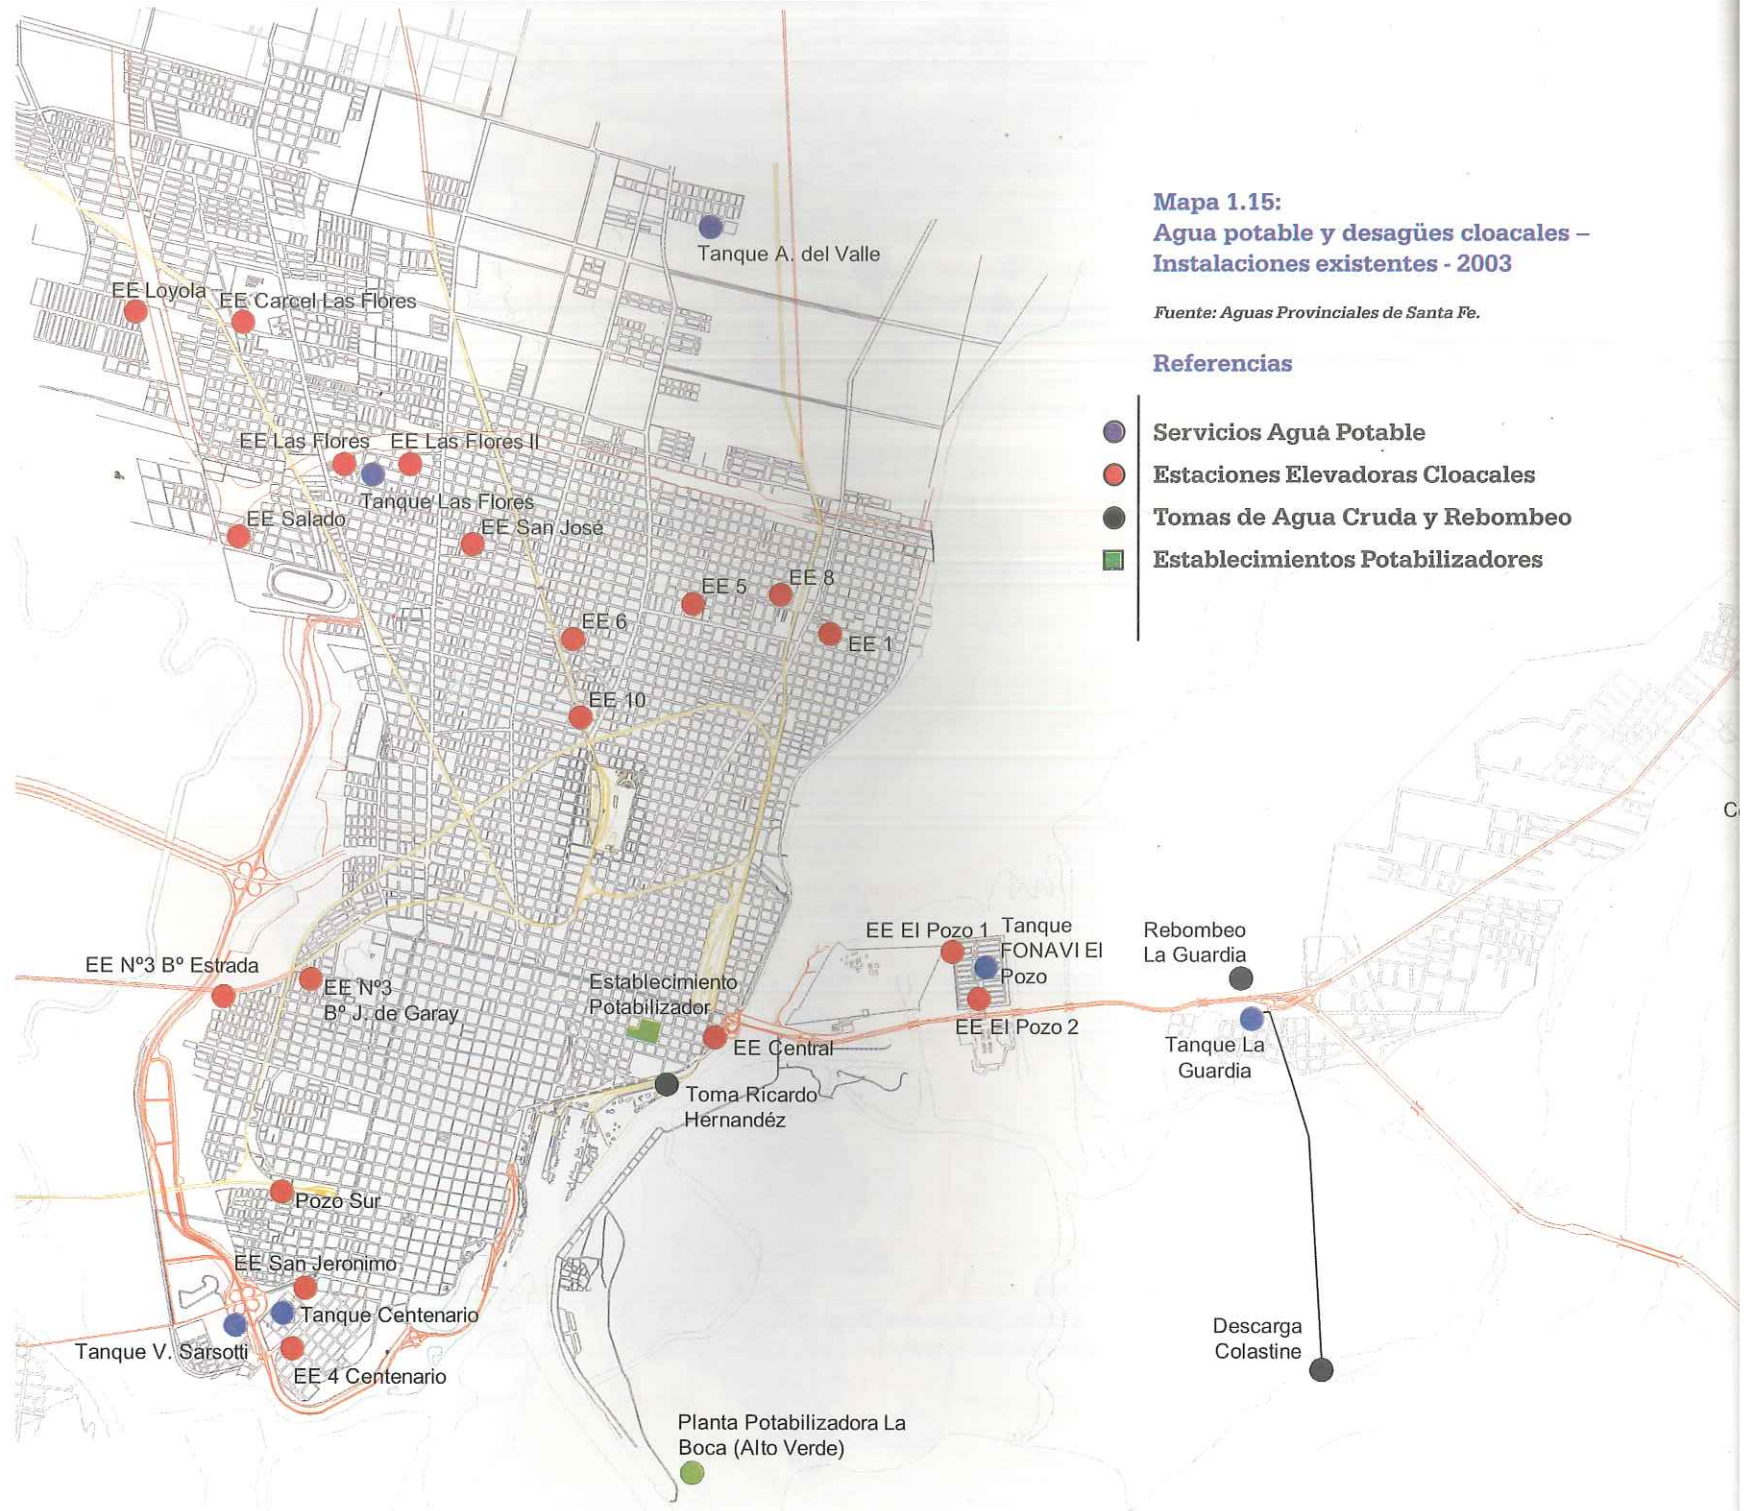 Mapa 1.15:
Agua potable y desagües cloacales –
Instalaciones existentes - 2003
Fuente: Aguas Provinciales de Santa Fe.
Referencias
Servicios Agua Potable
Estaciones Elevadoras Cloacales
Tomas de Agua Cruda y Rebombeo
Establecimientos Potabilizadores
Tanque A. del Valle
EE Loyola
EE Carcel Las Flores
EE Las Flores
EE Las Flores II
Tanque Las Flores
EE Salado
EE San José
EE 5
EE 8
EE 6
EE 1
EE 10
EE El Pozo 1
Tanque
FONAVI El
Pozo
EE El Pozo 2
Rebombeo
La Guardia
Tanque La
Guardia
EE Nº3 Bº Estrada
EE Nº3
Bº J. de Garay
Establecimiento
Potabilizador
EE Central
Toma Ricardo
Hernandéz
Pozo Sur
EE San Jeronimo
Tanque Centenario
Tanque V. Sarsotti
EE 4 Centenario
Descarga
Colastine
Planta Potabilizadora La
Boca (Alto Verde)